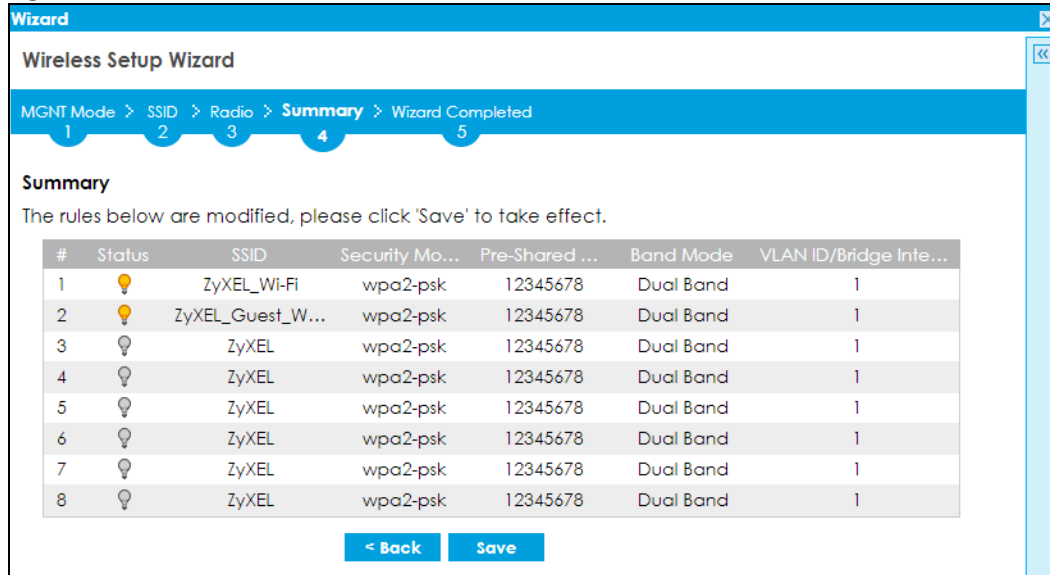 Wizard
Wireless Setup Wizard
MGNT Mode > SSID > Radio > Summary > Wizard Completed
1 2 3 4 5
Summary
The rules below are modified, please click 'Save' to take effect.
# Status SSID Security Mo... Pre-Shared ... Band Mode VLAN ID/Bridge Inte...
1 ZyXEL_Wi-Fi wpa2-psk 12345678 Dual Band 1
2 ZyXEL_Guest_W... wpa2-psk 12345678 Dual Band 1
3 ZyXEL wpa2-psk 12345678 Dual Band 1
4 ZyXEL wpa2-psk 12345678 Dual Band 1
5 ZyXEL wpa2-psk 12345678 Dual Band 1
6 ZyXEL wpa2-psk 12345678 Dual Band 1
7 ZyXEL wpa2-psk 12345678 Dual Band 1
8 ZyXEL wpa2-psk 12345678 Dual Band 1
< Back Save